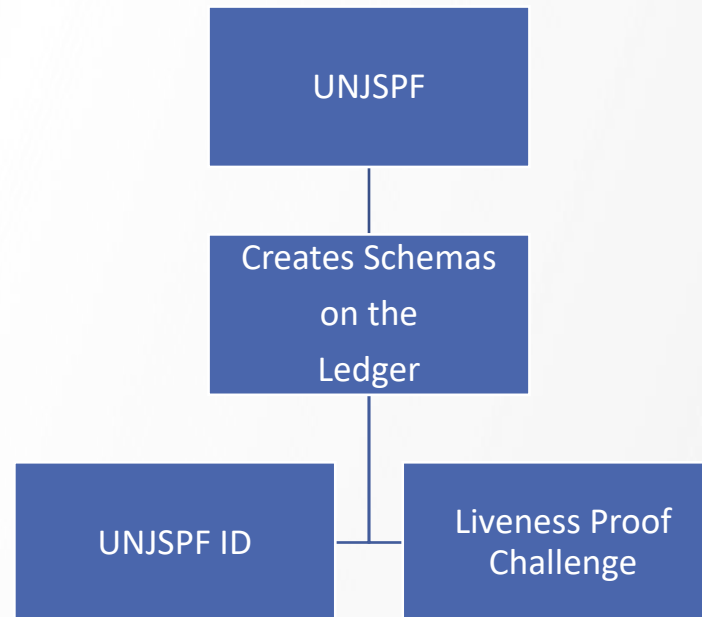 UNJSPF
Creates Schemas
on the
Ledger
UNJSPF ID
Liveness Proof
Challenge